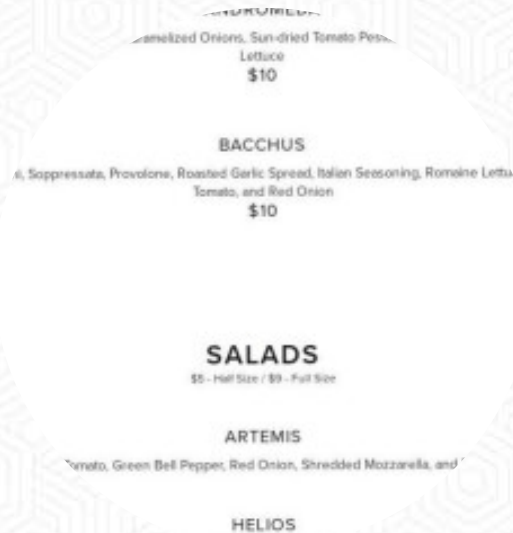 Onions, Sun-dried Tomato
Lettuce
$10
BACCHUS
Soppressata, Provolone, Roasted Garlic Spread, Italian Seasoning, Romaine
Tomato, and Red Onion
$10
SALADS
$5 - Half Size / $9 - Full Size
ARTEMIS
Tomato, Green Bell Pepper, Red Onion, Shredded Mozzarella, and
HELIOS